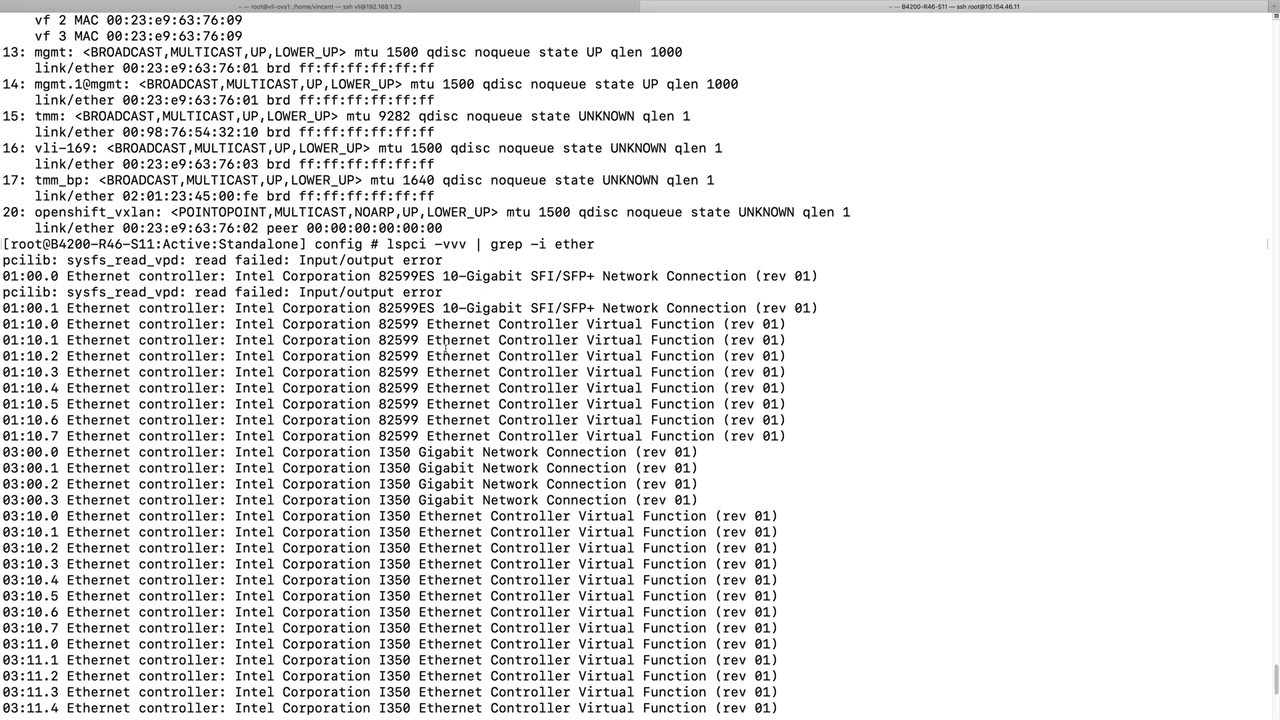 ~ — root@vli-ovs1: /home/vincent — ssh vli@192.168.1.25
~ — B4200-R46-S11 — ssh root@10.154.46.11
vf 2 MAC 00:23:e9:63:76:09
vf 3 MAC 00:23:e9:63:76:09
13: mgmt: <BROADCAST,MULTICAST,UP,LOWER_UP> mtu 1500 qdisc noqueue state UP qlen 1000
link/ether 00:23:e9:63:76:01 brd ff:ff:ff:ff:ff:ff
14: mgmt.1@mgmt: <BROADCAST,MULTICAST,UP,LOWER_UP> mtu 1500 qdisc noqueue state UP qlen 1000
link/ether 00:23:e9:63:76:01 brd ff:ff:ff:ff:ff:ff
15: tmm: <BROADCAST,MULTICAST,UP,LOWER_UP> mtu 9282 qdisc noqueue state UNKNOWN qlen 1
link/ether 00:98:76:54:32:10 brd ff:ff:ff:ff:ff:ff
16: vli-169: <BROADCAST,MULTICAST,UP,LOWER_UP> mtu 1500 qdisc noqueue state UNKNOWN qlen 1
link/ether 00:23:e9:63:76:03 brd ff:ff:ff:ff:ff:ff
17: tmm_bp: <BROADCAST,MULTICAST,UP,LOWER_UP> mtu 1640 qdisc noqueue state UNKNOWN qlen 1
link/ether 02:01:23:45:00:fe brd ff:ff:ff:ff:ff:ff
20: openshift_vxlan: <POINTOPOINT,MULTICAST,NOARP,UP,LOWER_UP> mtu 1500 qdisc noqueue state UNKNOWN qlen 1
link/ether 00:23:e9:63:76:02 peer 00:00:00:00:00:00
[root@B4200-R46-S11:Active:Standalone] config # lspci -vvv | grep -i ether
pcilib: sysfs_read_vpd: read failed: Input/output error
01:00.0 Ethernet controller: Intel Corporation 82599ES 10-Gigabit SFI/SFP+ Network Connection (rev 01)
pcilib: sysfs_read_vpd: read failed: Input/output error
01:00.1 Ethernet controller: Intel Corporation 82599ES 10-Gigabit SFI/SFP+ Network Connection (rev 01)
01:10.0 Ethernet controller: Intel Corporation 82599 Ethernet Controller Virtual Function (rev 01)
01:10.1 Ethernet controller: Intel Corporation 82599 Ethernet Controller Virtual Function (rev 01)
01:10.2 Ethernet controller: Intel Corporation 82599 Ethernet Controller Virtual Function (rev 01)
01:10.3 Ethernet controller: Intel Corporation 82599 Ethernet Controller Virtual Function (rev 01)
01:10.4 Ethernet controller: Intel Corporation 82599 Ethernet Controller Virtual Function (rev 01)
01:10.5 Ethernet controller: Intel Corporation 82599 Ethernet Controller Virtual Function (rev 01)
01:10.6 Ethernet controller: Intel Corporation 82599 Ethernet Controller Virtual Function (rev 01)
01:10.7 Ethernet controller: Intel Corporation 82599 Ethernet Controller Virtual Function (rev 01)
03:00.0 Ethernet controller: Intel Corporation I350 Gigabit Network Connection (rev 01)
03:00.1 Ethernet controller: Intel Corporation I350 Gigabit Network Connection (rev 01)
03:00.2 Ethernet controller: Intel Corporation I350 Gigabit Network Connection (rev 01)
03:00.3 Ethernet controller: Intel Corporation I350 Gigabit Network Connection (rev 01)
03:10.0 Ethernet controller: Intel Corporation I350 Ethernet Controller Virtual Function (rev 01)
03:10.1 Ethernet controller: Intel Corporation I350 Ethernet Controller Virtual Function (rev 01)
03:10.2 Ethernet controller: Intel Corporation I350 Ethernet Controller Virtual Function (rev 01)
03:10.3 Ethernet controller: Intel Corporation I350 Ethernet Controller Virtual Function (rev 01)
03:10.4 Ethernet controller: Intel Corporation I350 Ethernet Controller Virtual Function (rev 01)
03:10.5 Ethernet controller: Intel Corporation I350 Ethernet Controller Virtual Function (rev 01)
03:10.6 Ethernet controller: Intel Corporation I350 Ethernet Controller Virtual Function (rev 01)
03:10.7 Ethernet controller: Intel Corporation I350 Ethernet Controller Virtual Function (rev 01)
03:11.0 Ethernet controller: Intel Corporation I350 Ethernet Controller Virtual Function (rev 01)
03:11.1 Ethernet controller: Intel Corporation I350 Ethernet Controller Virtual Function (rev 01)
03:11.2 Ethernet controller: Intel Corporation I350 Ethernet Controller Virtual Function (rev 01)
03:11.3 Ethernet controller: Intel Corporation I350 Ethernet Controller Virtual Function (rev 01)
03:11.4 Ethernet controller: Intel Corporation I350 Ethernet Controller Virtual Function (rev 01)